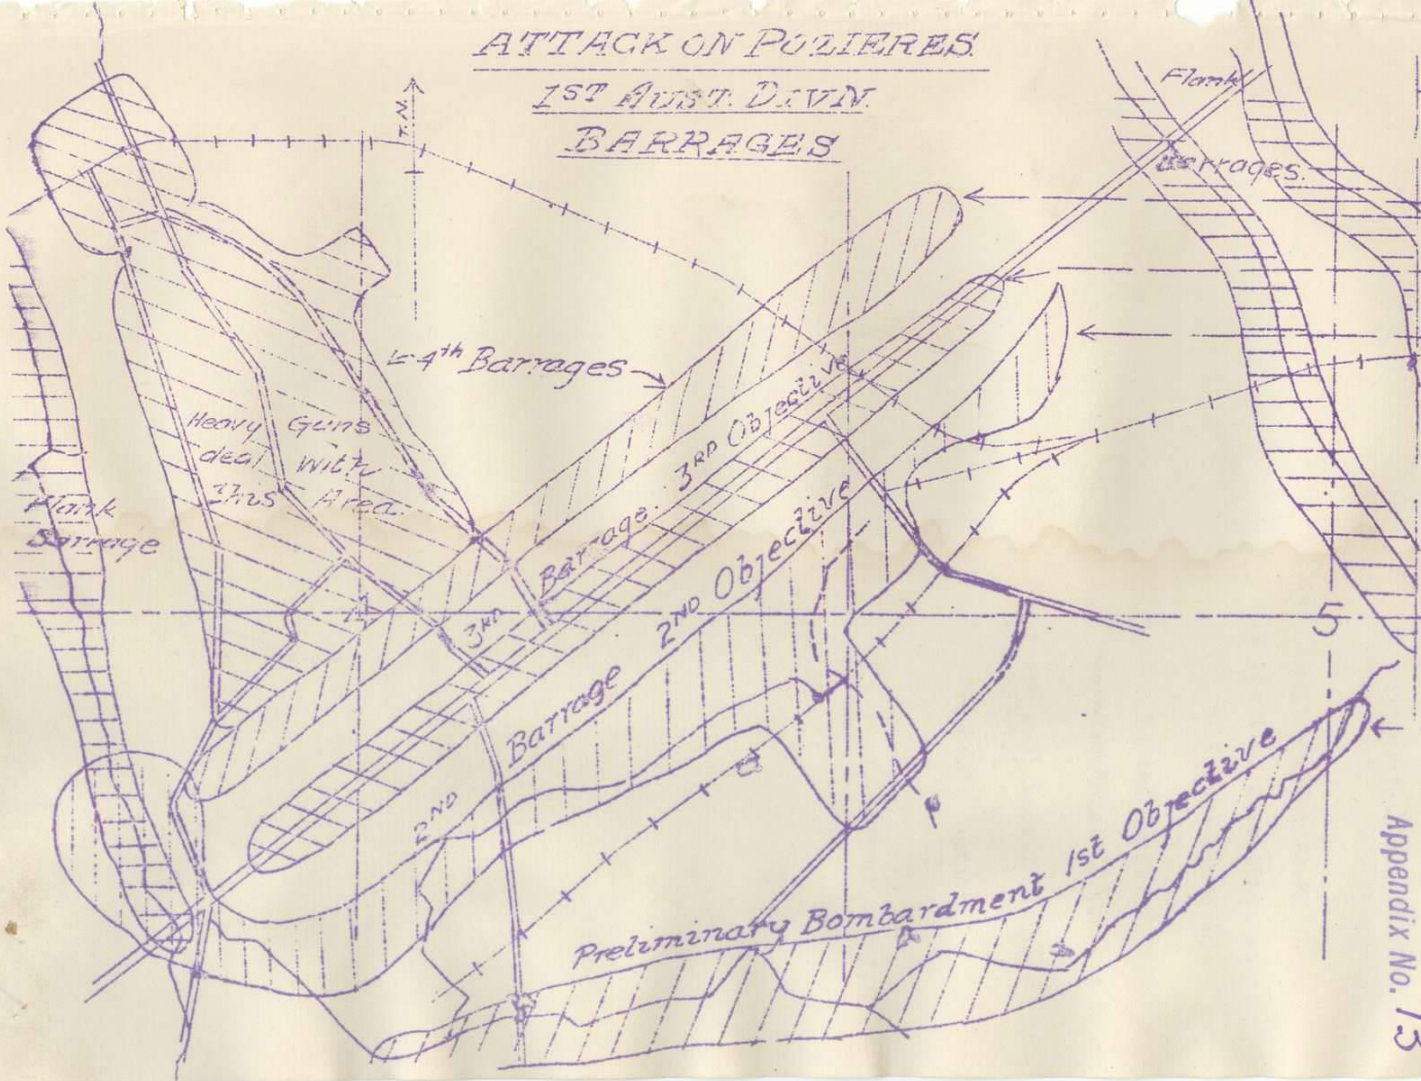 ATTACK ON POZIERES.
1ST AUST. DIVN.
BARRAGES
T.N.
Flank
Barrages.
4th Barrages
3RD Objective
3RD Barrage.
Heavy Guns
deal with
this Area.
Flank
Barrage
2ND Objective
2ND Barrage
5
Preliminary Bombardment 1st Objective
Appendix No. 13